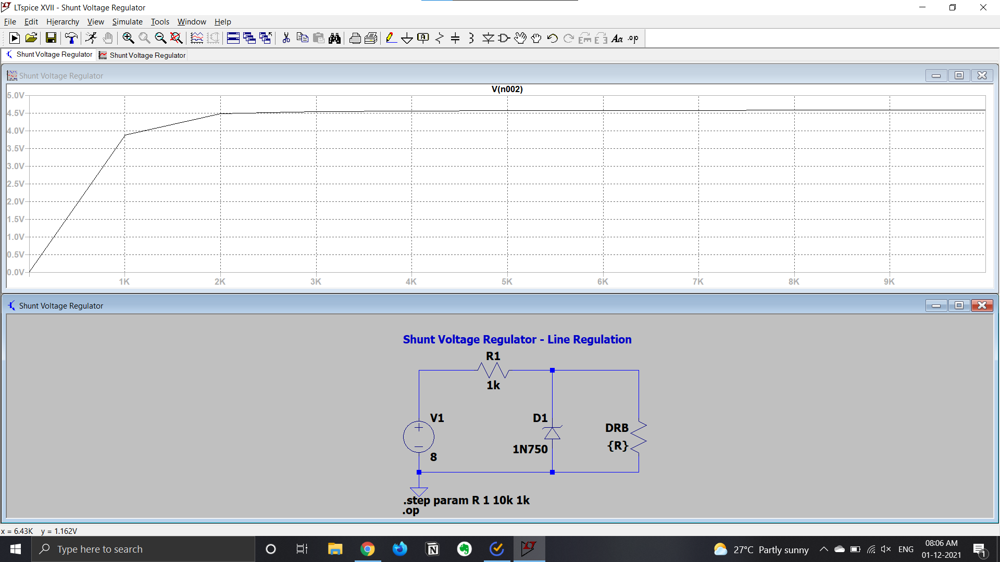 LTspice XVII - Shunt Voltage Regulator
File Edit Hierarchy View Simulate Tools Window Help
Aa .op
Shunt Voltage Regulator Shunt Voltage Regulator
Shunt Voltage Regulator
V(n002)
5.0V
4.5V
4.0V
3.5V
3.0V
2.5V
2.0V
1.5V
1.0V
0.5V
0.0V
1K 2K 3K 4K 5K 6K 7K 8K 9K
Shunt Voltage Regulator
Shunt Voltage Regulator - Line Regulation
R1
1k
V1
8
D1
1N750
DRB
{R}
.step param R 1 10k 1k
.op
x = 6.43K y = 1.162V
Type here to search
27°C Partly sunny
ENG
08:06 AM
01-12-2021
1